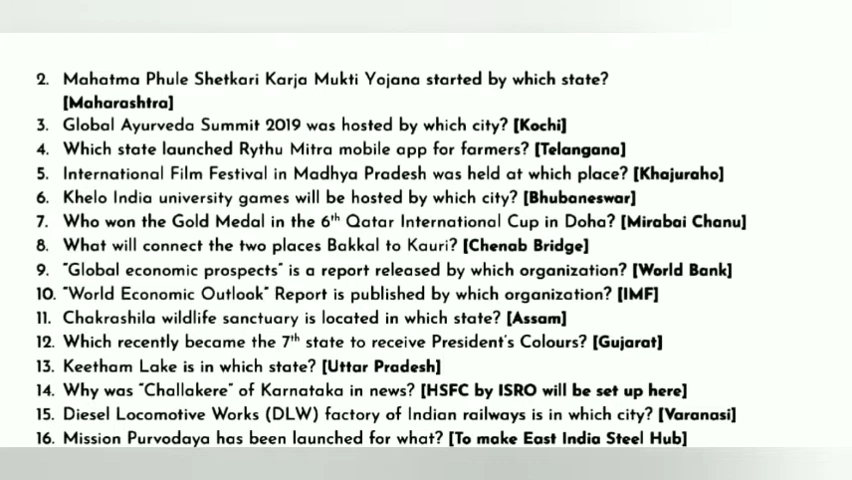 2. Mahatma Phule Shetkari Karja Mukti Yojana started by which state?
[Maharashtra]
3. Global Ayurveda Summit 2019 was hosted by which city? [Kochi]
4. Which state launched Rythu Mitra mobile app for farmers? [Telangana]
5. International Film Festival in Madhya Pradesh was held at which place? [Khajuraho]
6. Khelo India university games will be hosted by which city? [Bhubaneswar]
7. Who won the Gold Medal in the 6th Qatar International Cup in Doha? [Mirabai Chanu]
8. What will connect the two places Bakkal to Kauri? [Chenab Bridge]
9. "Global economic prospects" is a report released by which organization? [World Bank]
10. "World Economic Outlook" Report is published by which organization? [IMF]
11. Chakrashila wildlife sanctuary is located in which state? [Assam]
12. Which recently became the 7th state to receive President's Colours? [Gujarat]
13. Keetham Lake is in which state? [Uttar Pradesh]
14. Why was "Challakere" of Karnataka in news? [HSFC by ISRO will be set up here]
15. Diesel Locomotive Works (DLW) factory of Indian railways is in which city? [Varanasi]
16. Mission Purvodaya has been launched for what? [To make East India Steel Hub]